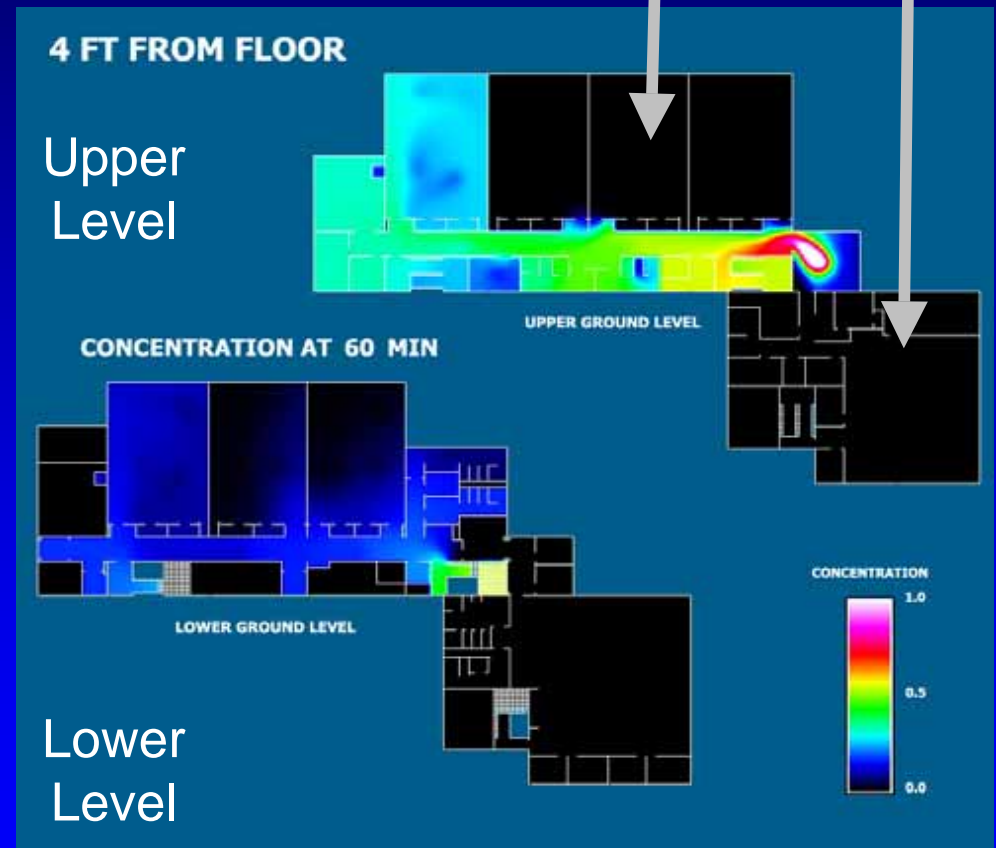 4 FT FROM FLOOR
Upper
Level
UPPER GROUND LEVEL
CONCENTRATION AT 60 MIN
LOWER GROUND LEVEL
CONCENTRATION
1.0
0.5
0.0
Lower
Level